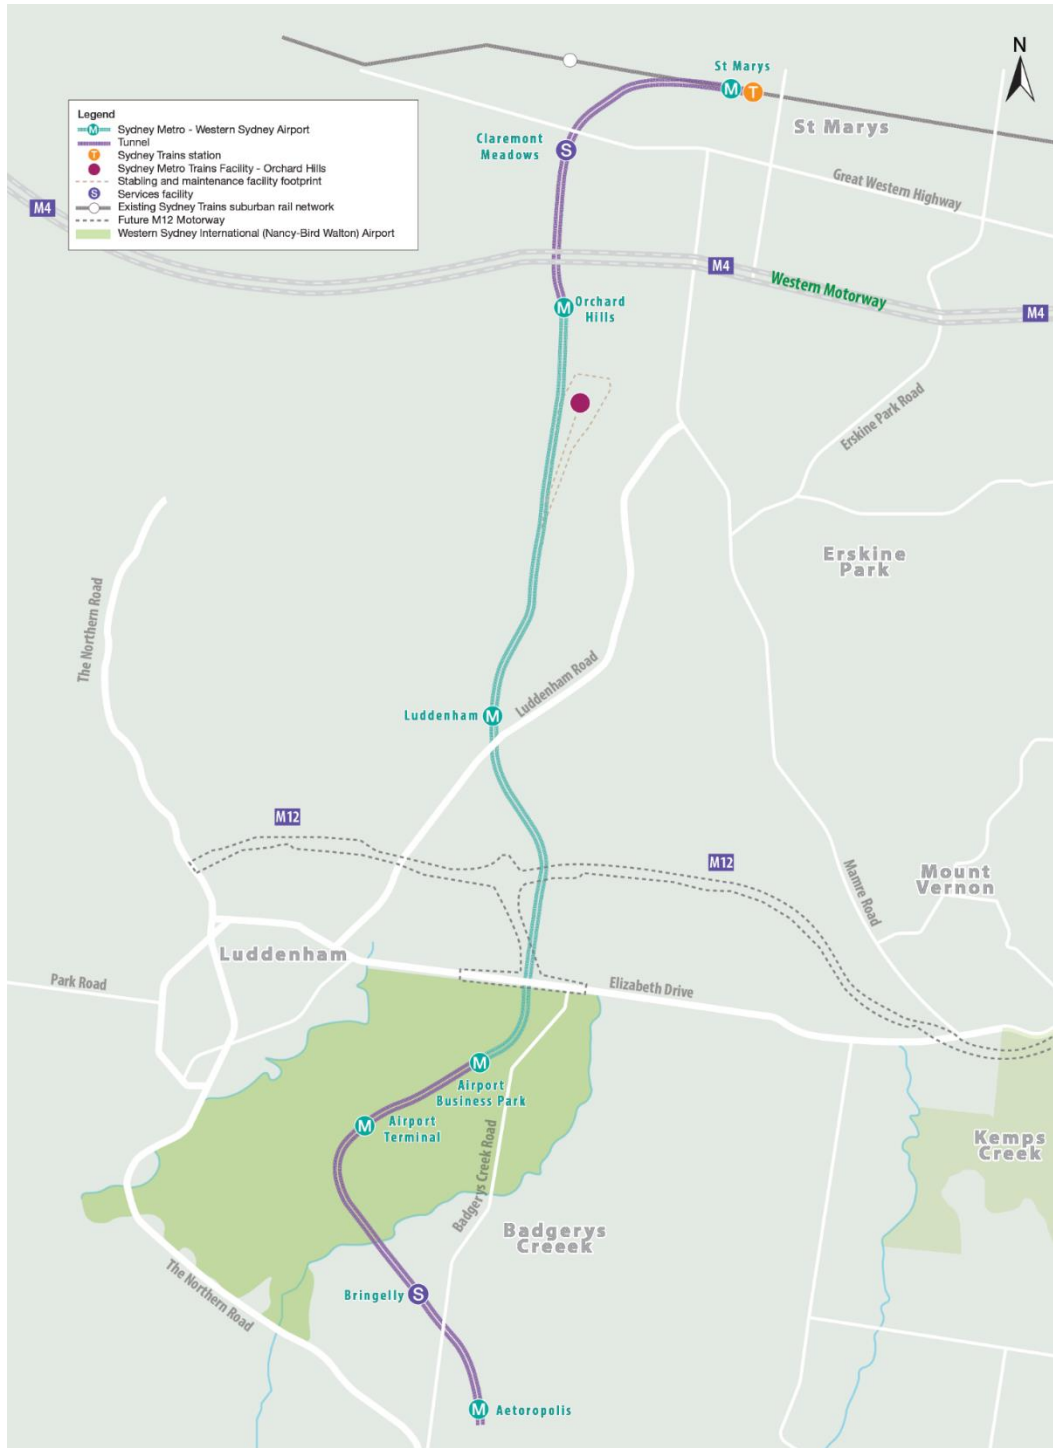 N
St Marys
M
T
St Marys
Legend
M Sydney Metro - Western Sydney Airport
Tunnel
T Sydney Trains station
Sydney Metro Trains Facility - Orchard Hills
Stabling and maintenance facility footprint
S Services facility
Existing Sydney Trains suburban rail network
Future M12 Motorway
Western Sydney International (Nancy-Bird Walton) Airport
Claremont
Meadows
S
Great Western Highway
M4
M4
Western Motorway
M4
M
Orchard
Hills
Erskine Park Road
Erskine
Park
The Northern Road
Luddenham Road
Luddenham
M
M12
M12
Mamre Road
Mount
Vernon
Luddenham
Park Road
Elizabeth Drive
M
Airport
Business Park
M
Airport
Terminal
Badgerys Creek Road
Kemps
Creek
Badgerys
Creeek
The Northern Road
Bringelly
S
M
Aetoropolis